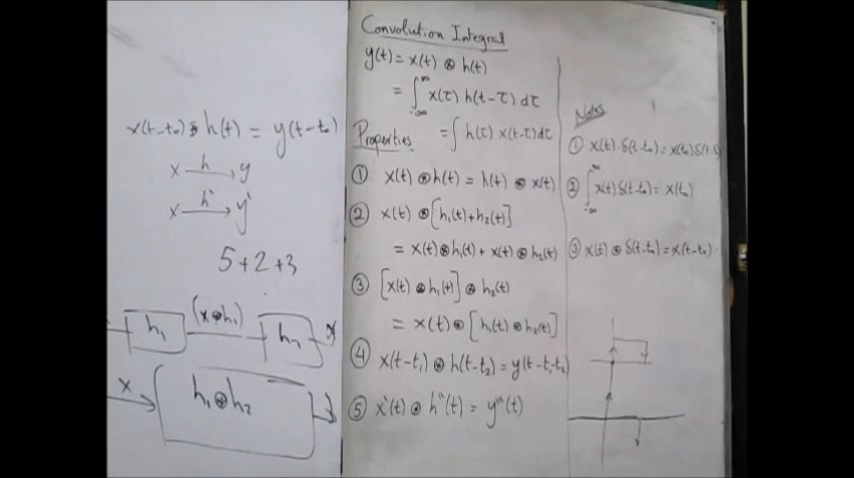 x(t-t₀) ⊛ h(t) = y(t-t₀)
x —h→ y
x —h`→ y`
5+2+3
h₁ (x⊛h₁) h₂
x h₁⊛h₂
Convolution Integral
y(t) = x(t) ⊛ h(t)
= ∫_{-∞}^{∞} x(τ) h(t-τ) dτ
= ∫ h(τ) x(t-τ) dτ
Properties
① x(t) ⊛ h(t) = h(t) ⊛ x(t)
② x(t) ⊛ [h₁(t)+h₂(t)]
= x(t)⊛h₁(t) + x(t) ⊛ h₂(t)
③ [x(t) ⊛ h₁(t)] ⊛ h₂(t)
= x(t) ⊛ [h₁(t) ⊛ h₂(t)]
④ x(t-t₁) ⊛ h(t-t₂) = y(t-t₁-t₂)
⑤ x`(t) ⊛ h``(t) = y```(t)
Notes
① x(t).δ(t-t₀) = x(t₀)δ(t-t
② ∫_{-∞}^{∞} x(t).δ(t-t₀) = x(t₀)
③ x(t) ⊛ δ(t-t₀) = x(t-t₀)